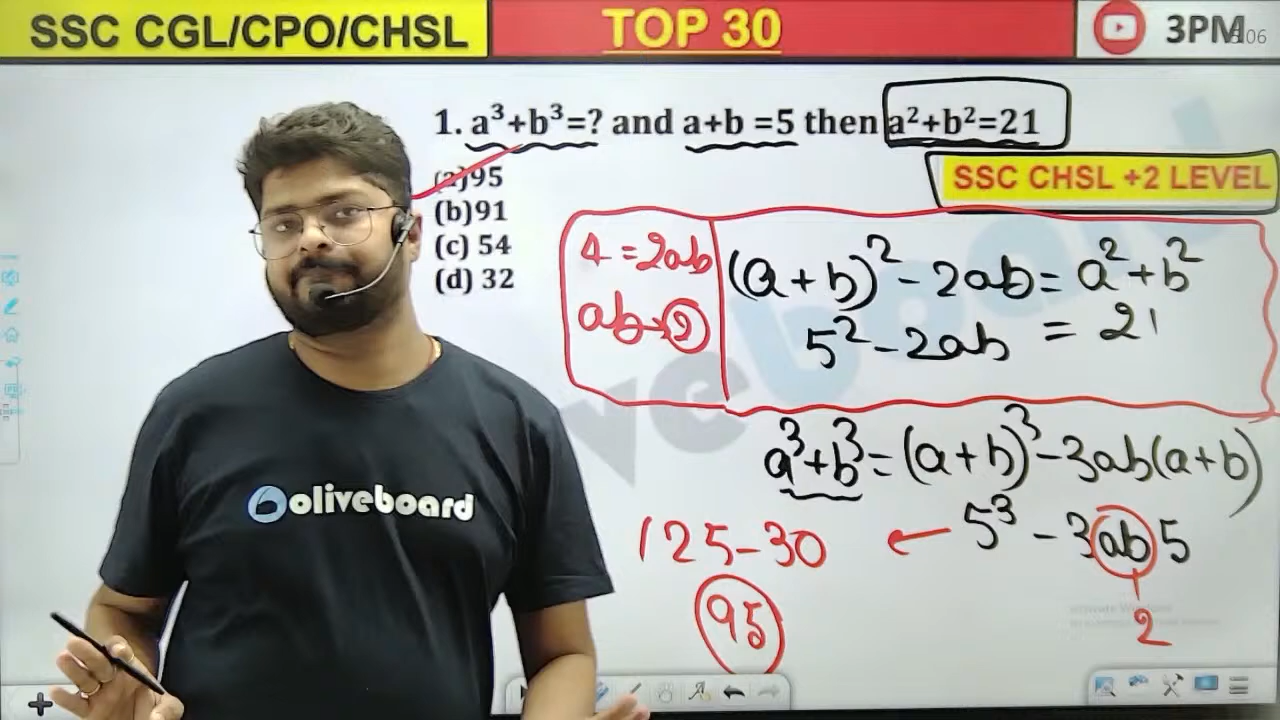 SSC CGL/CPO/CHSL
TOP 30
3PM
1. a³+b³=? and a+b =5 then a²+b²=21
(a)95
(b)91
(c) 54
(d) 32
SSC CHSL +2 LEVEL
4 = 2ab
ab→2
(a+b)²-2ab= a²+b²
5²-2ab = 21
a³+b³=(a+b)³-3ab(a+b)
5³-3ab5
2
125-30
95
oliveboard